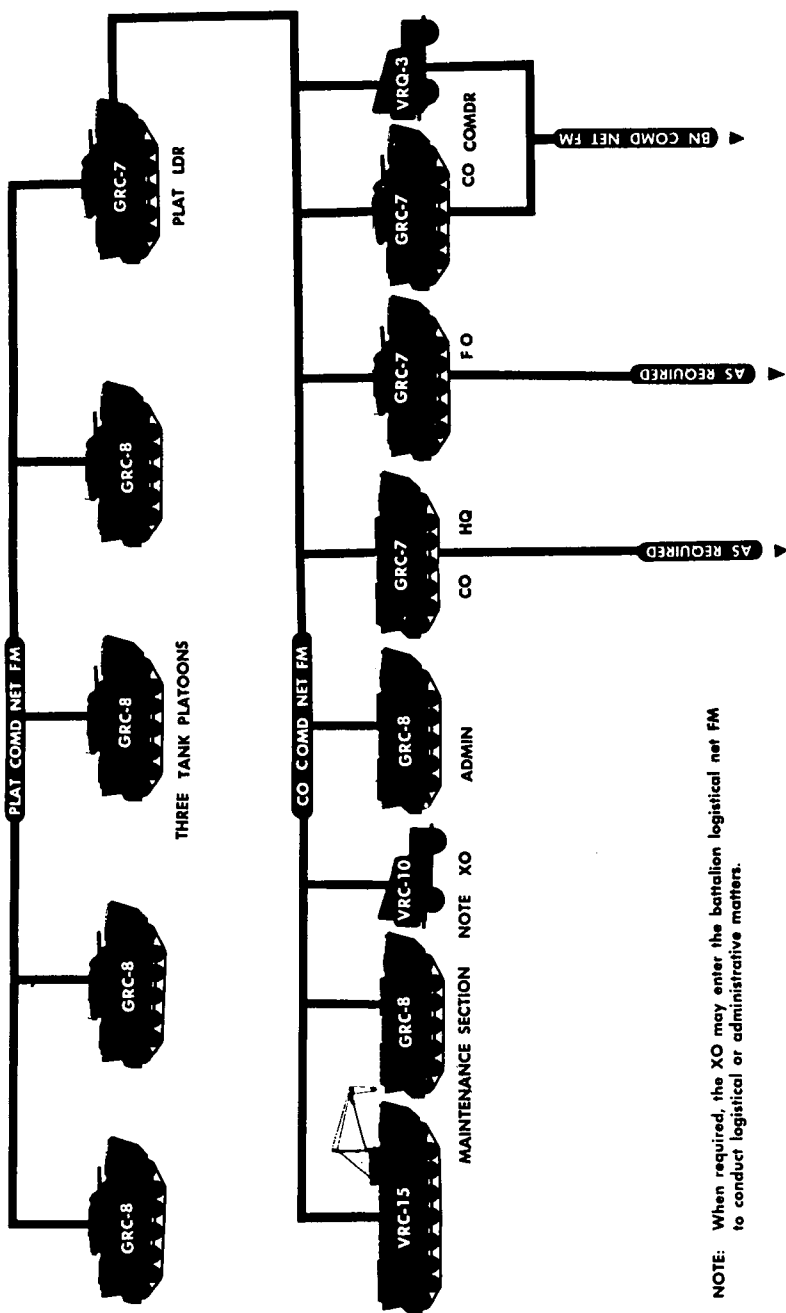 PLAT COMD NET FM
GRC-8
GRC-8
GRC-8
GRC-8
GRC-7
THREE TANK PLATOONS
PLAT LDR
CO COMD NET FM
VRC-15
GRC-8
VRC-10
GRC-8
GRC-7
GRC-7
GRC-7
VRQ-3
MAINTENANCE SECTION
NOTE XO
ADMIN
CO HQ
FO
CO COMDR
AS REQUIRED
AS REQUIRED
BN COMD NET FM
NOTE: When required, the XO may enter the battalion logistical net FM
to conduct logistical or administrative matters.